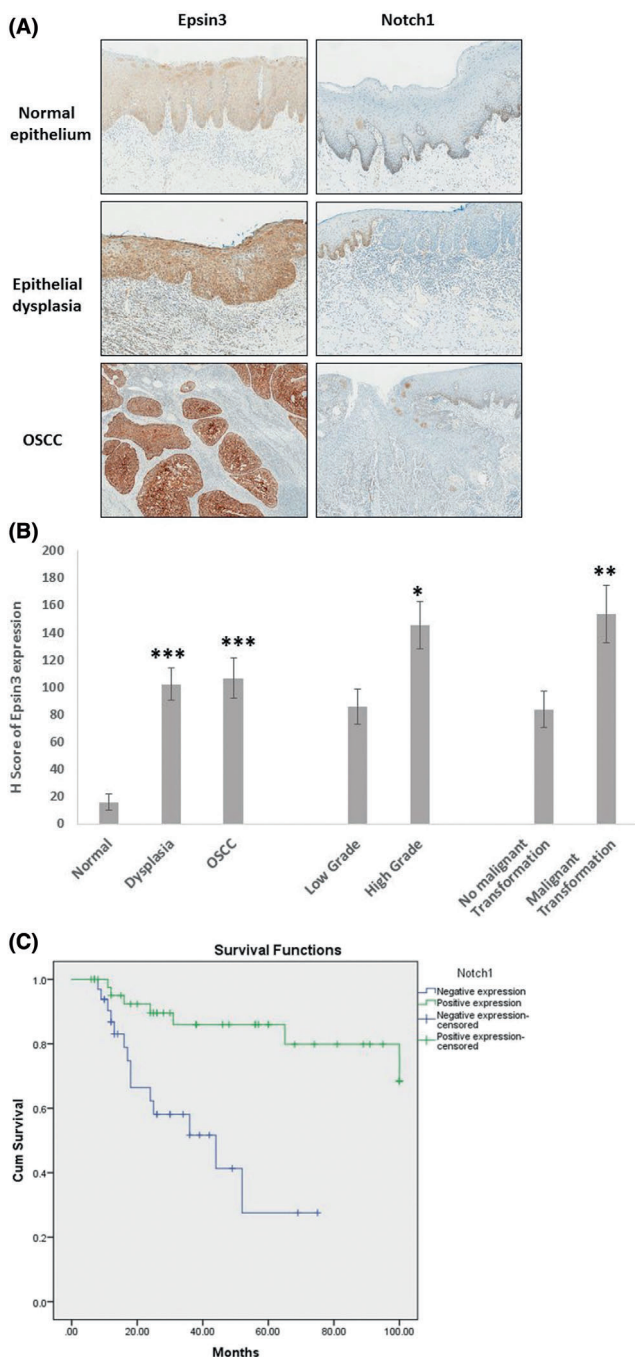 (A)
Epsin3 Notch1
Normal
epithelium
Epithelial
dysplasia
OSCC
(B)
H Score of Epsin3 expression
200
180
160
140
120
100
80
60
40
20
0
***
***
*
**
Normal
Dysplasia
OSCC
Low Grade
High Grade
No malignant
Transformation
Malignant
Transformation
(C)
Survival Functions
Cum Survival
1.0
0.8
0.6
0.4
0.2
0.0
.00 20.00 40.00 60.00 80.00 100.00
Months
Notch1
Negative expression
Positive expression
Negative expression
-censored
Positive expression-
censored